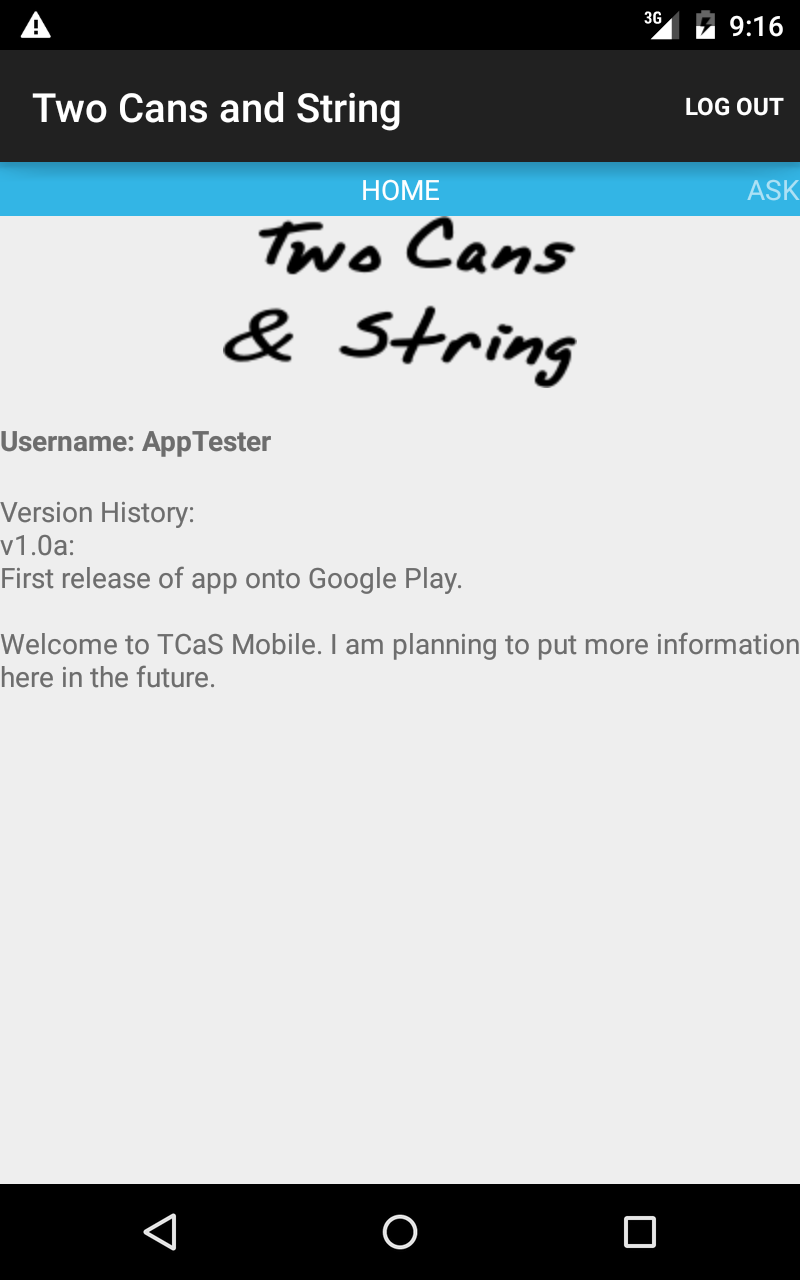 3G 9:16
Two Cans and String LOG OUT
HOME ASK
Two Cans
& String
Username: AppTester
Version History:
v1.0a:
First release of app onto Google Play.
Welcome to TCaS Mobile. I am planning to put more information
here in the future.